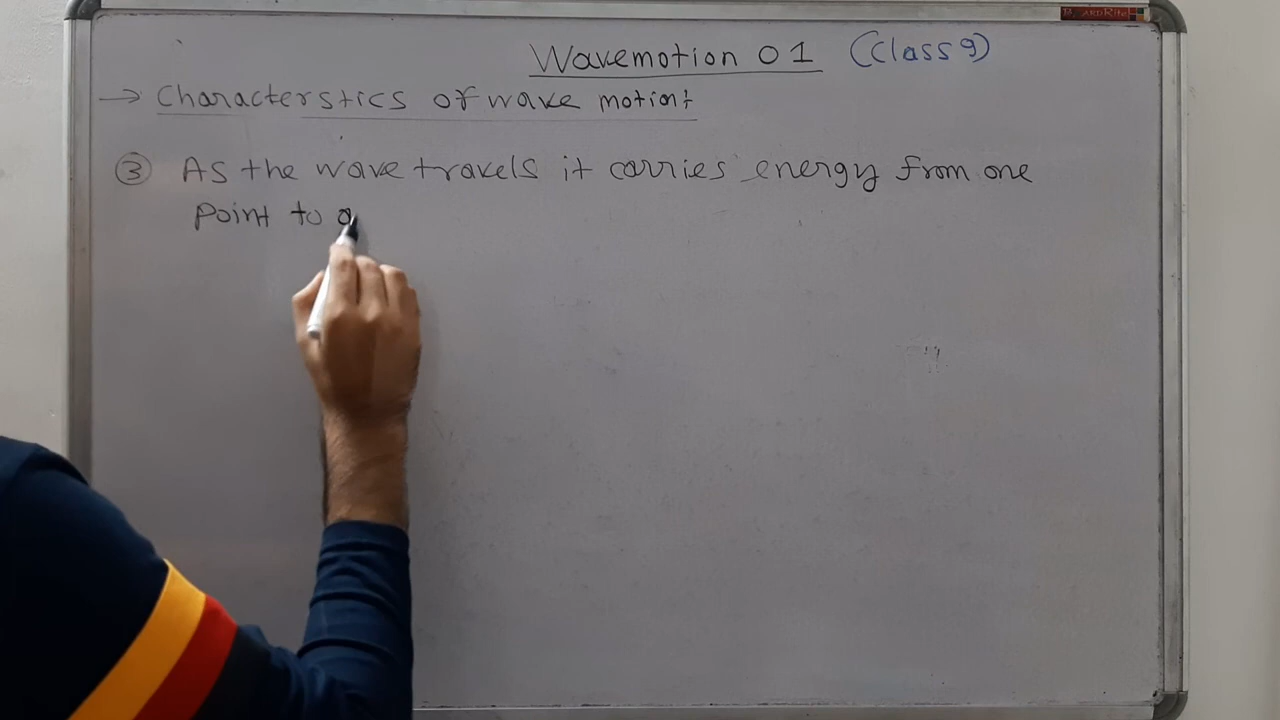 Wavemotion 01 (Class 9)
→ Characterstics of wave motion:
③ As the wave travels it carries energy from one
point to a